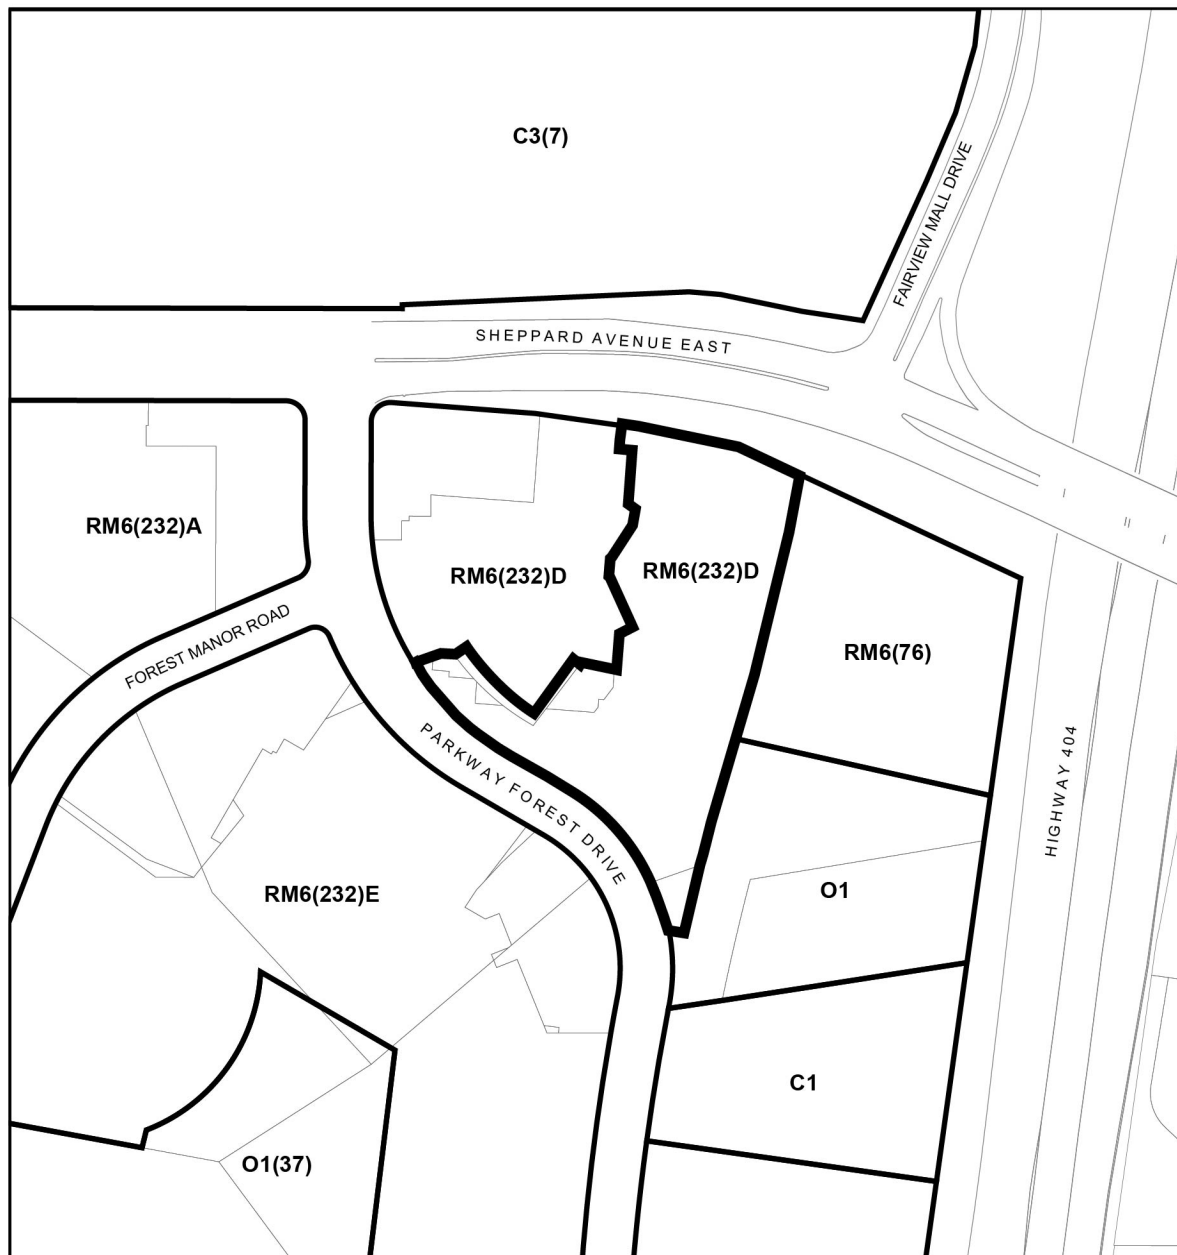 C3(7)
FAIRVIEW MALL DRIVE
SHEPPARD AVENUE EAST
RM6(232)A
RM6(232)D
RM6(232)D
FOREST MANOR ROAD
RM6(76)
PARKWAY FOREST DRIVE
HIGHWAY 404
RM6(232)E
O1
C1
O1(37)